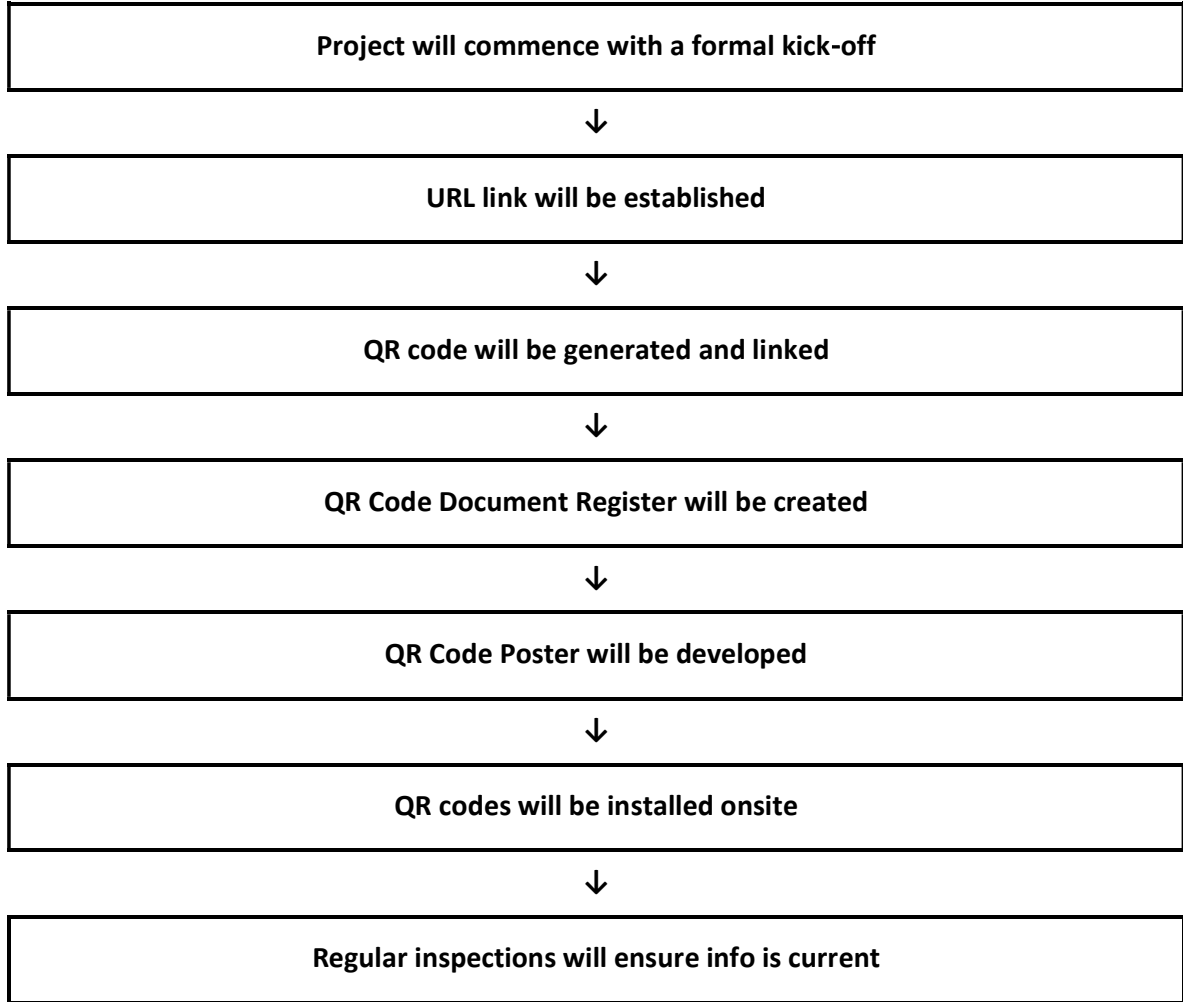 Project will commence with a formal kick-off
↓
URL link will be established
↓
QR code will be generated and linked
↓
QR Code Document Register will be created
↓
QR Code Poster will be developed
↓
QR codes will be installed onsite
↓
Regular inspections will ensure info is current